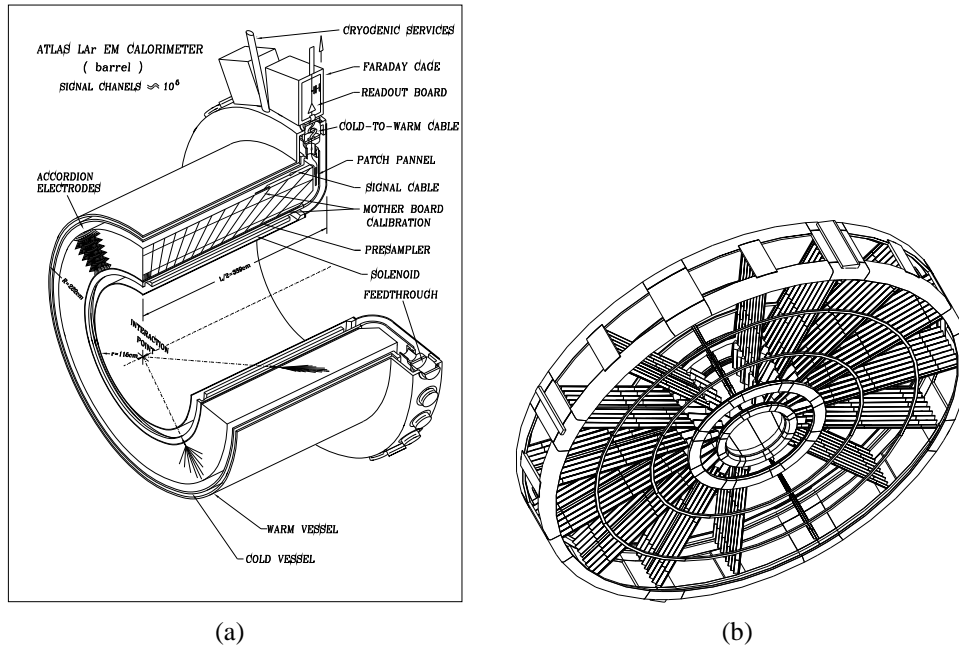 ATLAS LAr EM CALORIMETER
( barrel )
SIGNAL CHANELS ≈ 10⁶
CRYOGENIC SERVICES
FARADAY CAGE
READOUT BOARD
COLD-TO-WARM CABLE
PATCH PANNEL
SIGNAL CABLE
MOTHER BOARD
CALIBRATION
PRESAMPLER
SOLENOID
FEEDTHROUGH
ACCORDION
ELECTRODES
INTERACTION
POINT
r=115cm
WARM VESSEL
COLD VESSEL
(a)
(b)